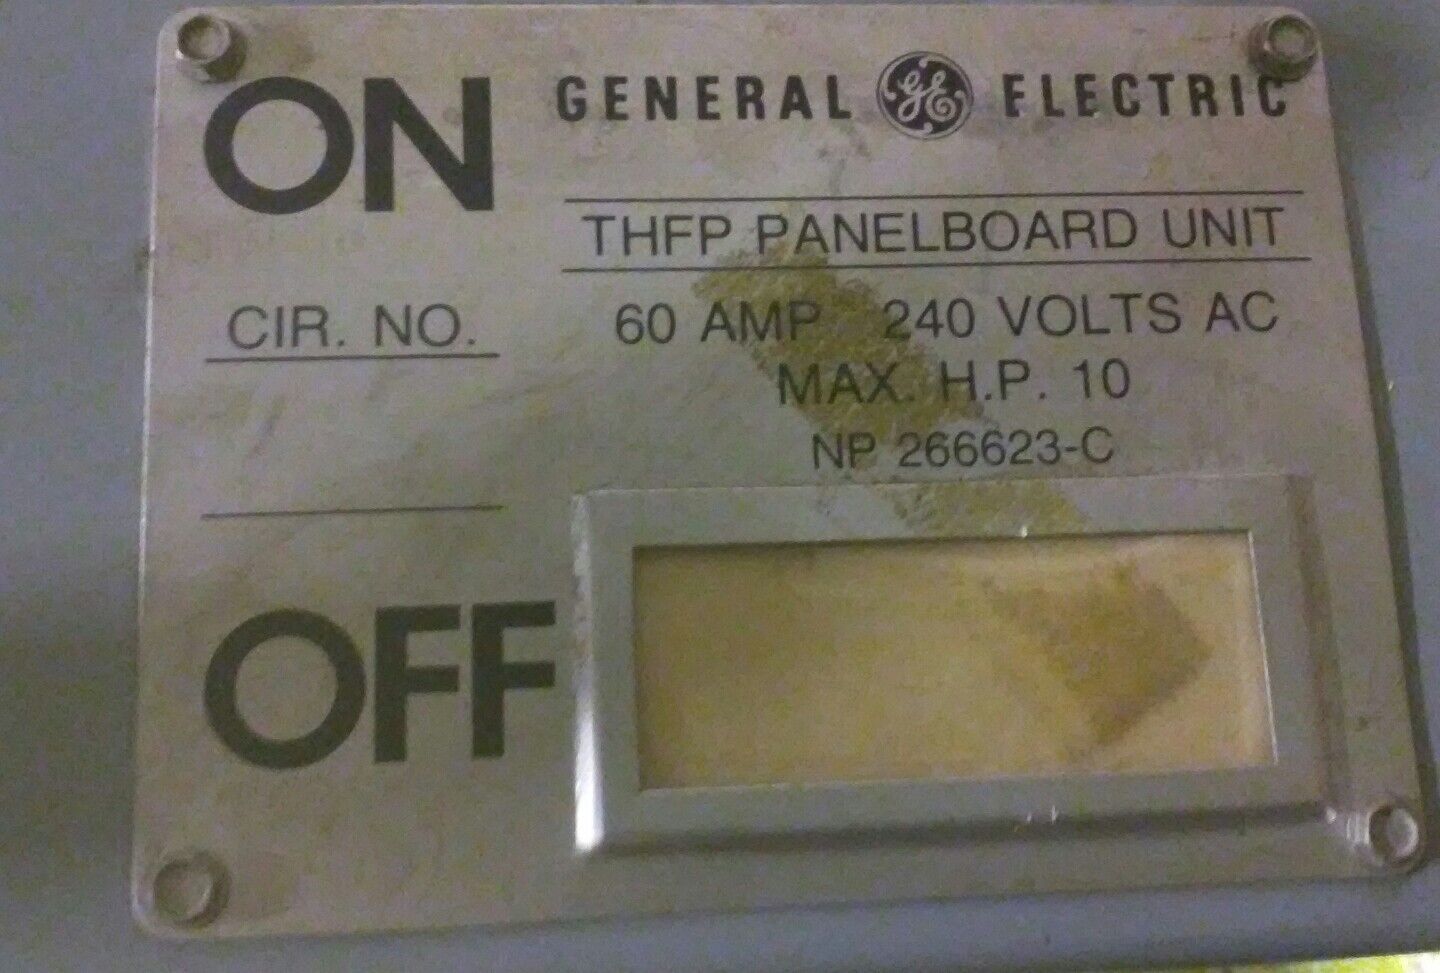 ON
GENERAL GE ELECTRIC
THFP PANELBOARD UNIT
CIR. NO.
60 AMP 240 VOLTS AC
MAX. H.P. 10
NP 266623-C
OFF